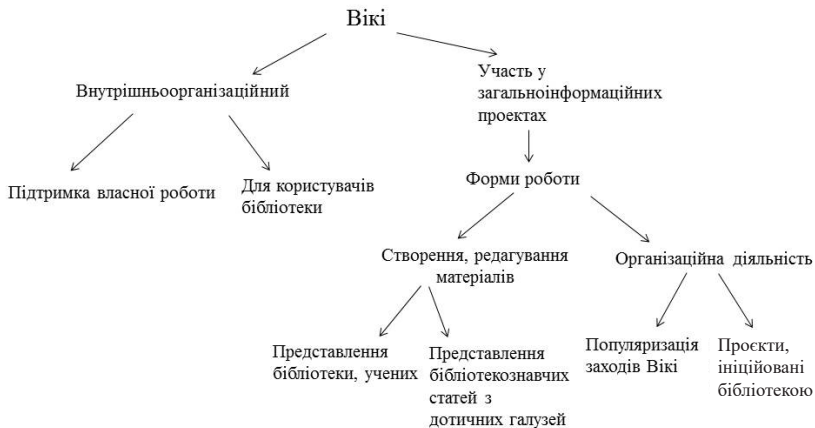 Вікі
Внутрішньоорганізаційний
Участь у
загальноінформаційних
проектах
Підтримка власної роботи
Для користувачів
бібліотеки
Форми роботи
Створення, редагування
матеріалів
Організаційна діяльність
Представлення
бібліотеки, учених
Представлення
бібліотекознавчих
статей з
дотичних галузей
Популяризація
заходів Вікі
Проєкти,
ініційовані
бібліотекою